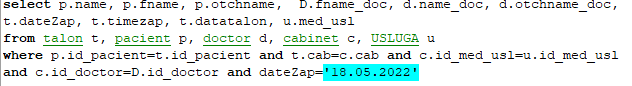 select p.name, p.fname, p.otchname,  D.fname_doc, d.name_doc, d.otchname_doc,
t.dateZap, t.timezap, t.datatalon, u.med_usl
from talon t, pacient p, doctor d, cabinet c, USLUGA u
where p.id_pacient=t.id_pacient and t.cab=c.cab and c.id_med_usl=u.id_med_usl
and c.id_doctor=D.id_doctor and dateZap='18.05.2022'